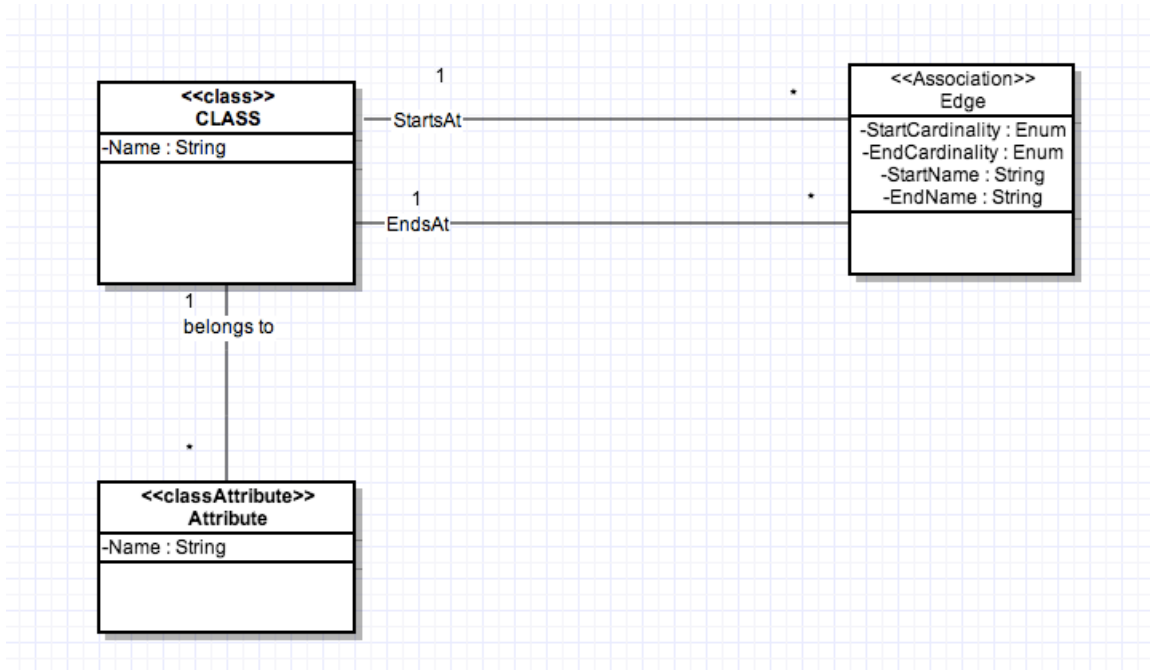 <<class>>
CLASS
-Name : String
1
StartsAt
*
1
EndsAt
*
<<Association>>
Edge
-StartCardinality : Enum
-EndCardinality : Enum
-StartName : String
-EndName : String
1
belongs to
*
<<classAttribute>>
Attribute
-Name : String